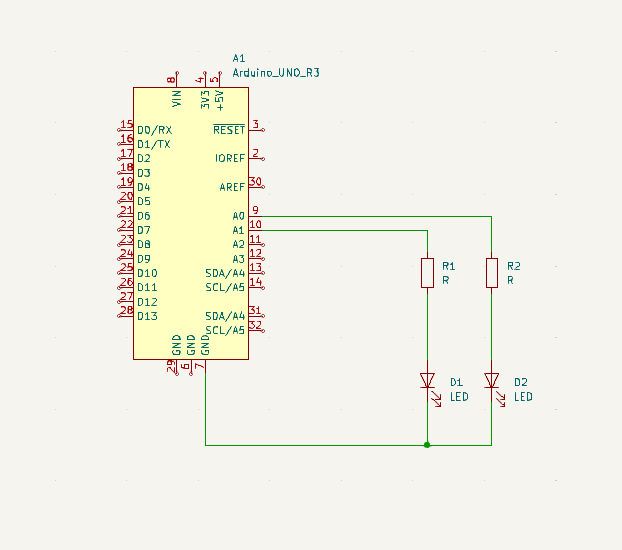 A1
Arduino_UNO_R3
8 VIN
4 3V3
5 +5V
15 D0/RX
16 D1/TX
17 D2
18 D3
19 D4
20 D5
21 D6
22 D7
23 D8
24 D9
25 D10
26 D11
27 D12
28 D13
RESET 3
IOREF 2
AREF 30
A0 9
A1 10
A2 11
A3 12
SDA/A4 13
SCL/A5 14
SDA/A4 31
SCL/A5 32
GND 29
GND 6
GND 7
R1
R
R2
R
D1
LED
D2
LED